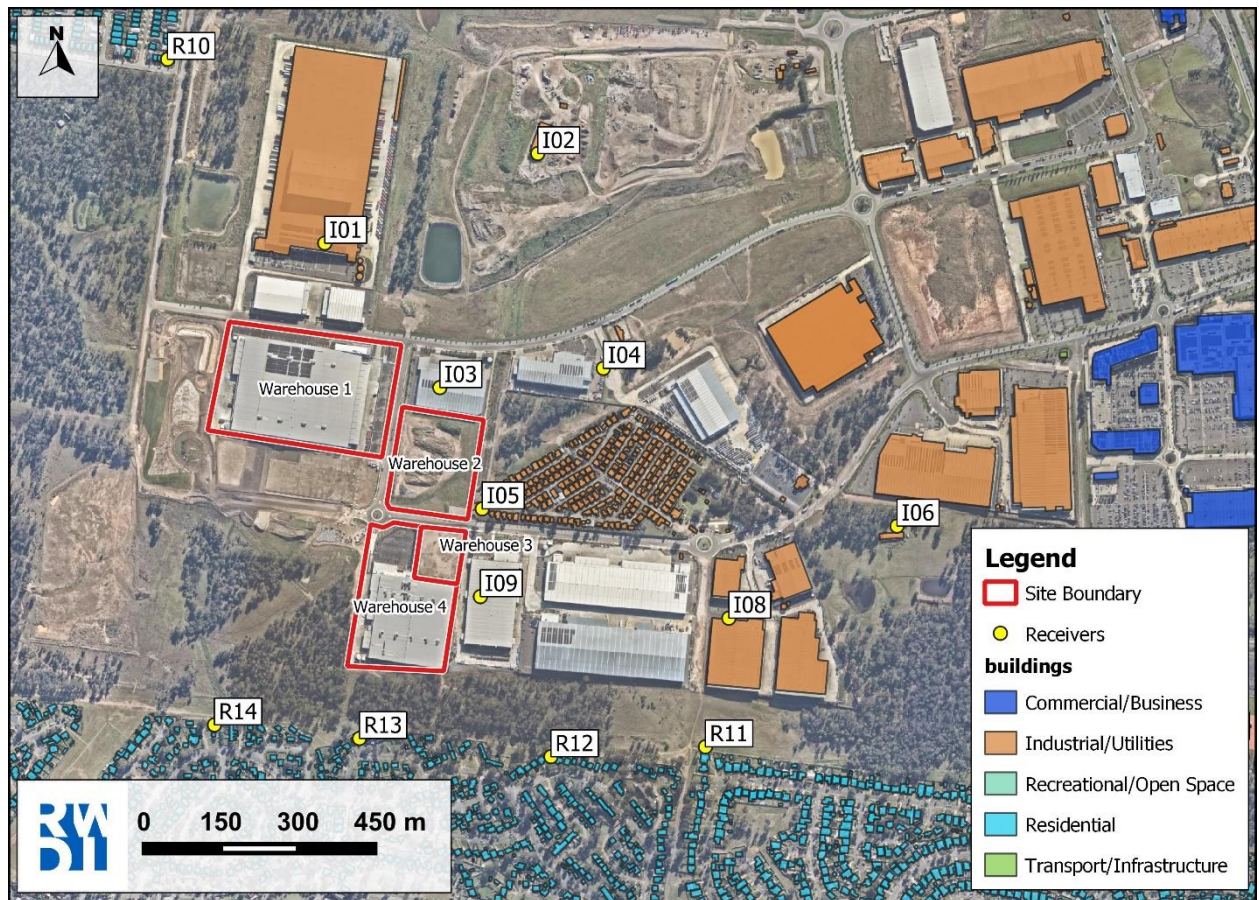 N
R10
I02
I01
I04
Warehouse 1
I03
Warehouse 2
I05
I06
Warehouse 3
I09
Warehouse 4
I08
R14
R13
R12
R11
Legend
Site Boundary
Receivers
buildings
Commercial/Business
Industrial/Utilities
Recreational/Open Space
Residential
Transport/Infrastructure
RWDI
0 150 300 450 m